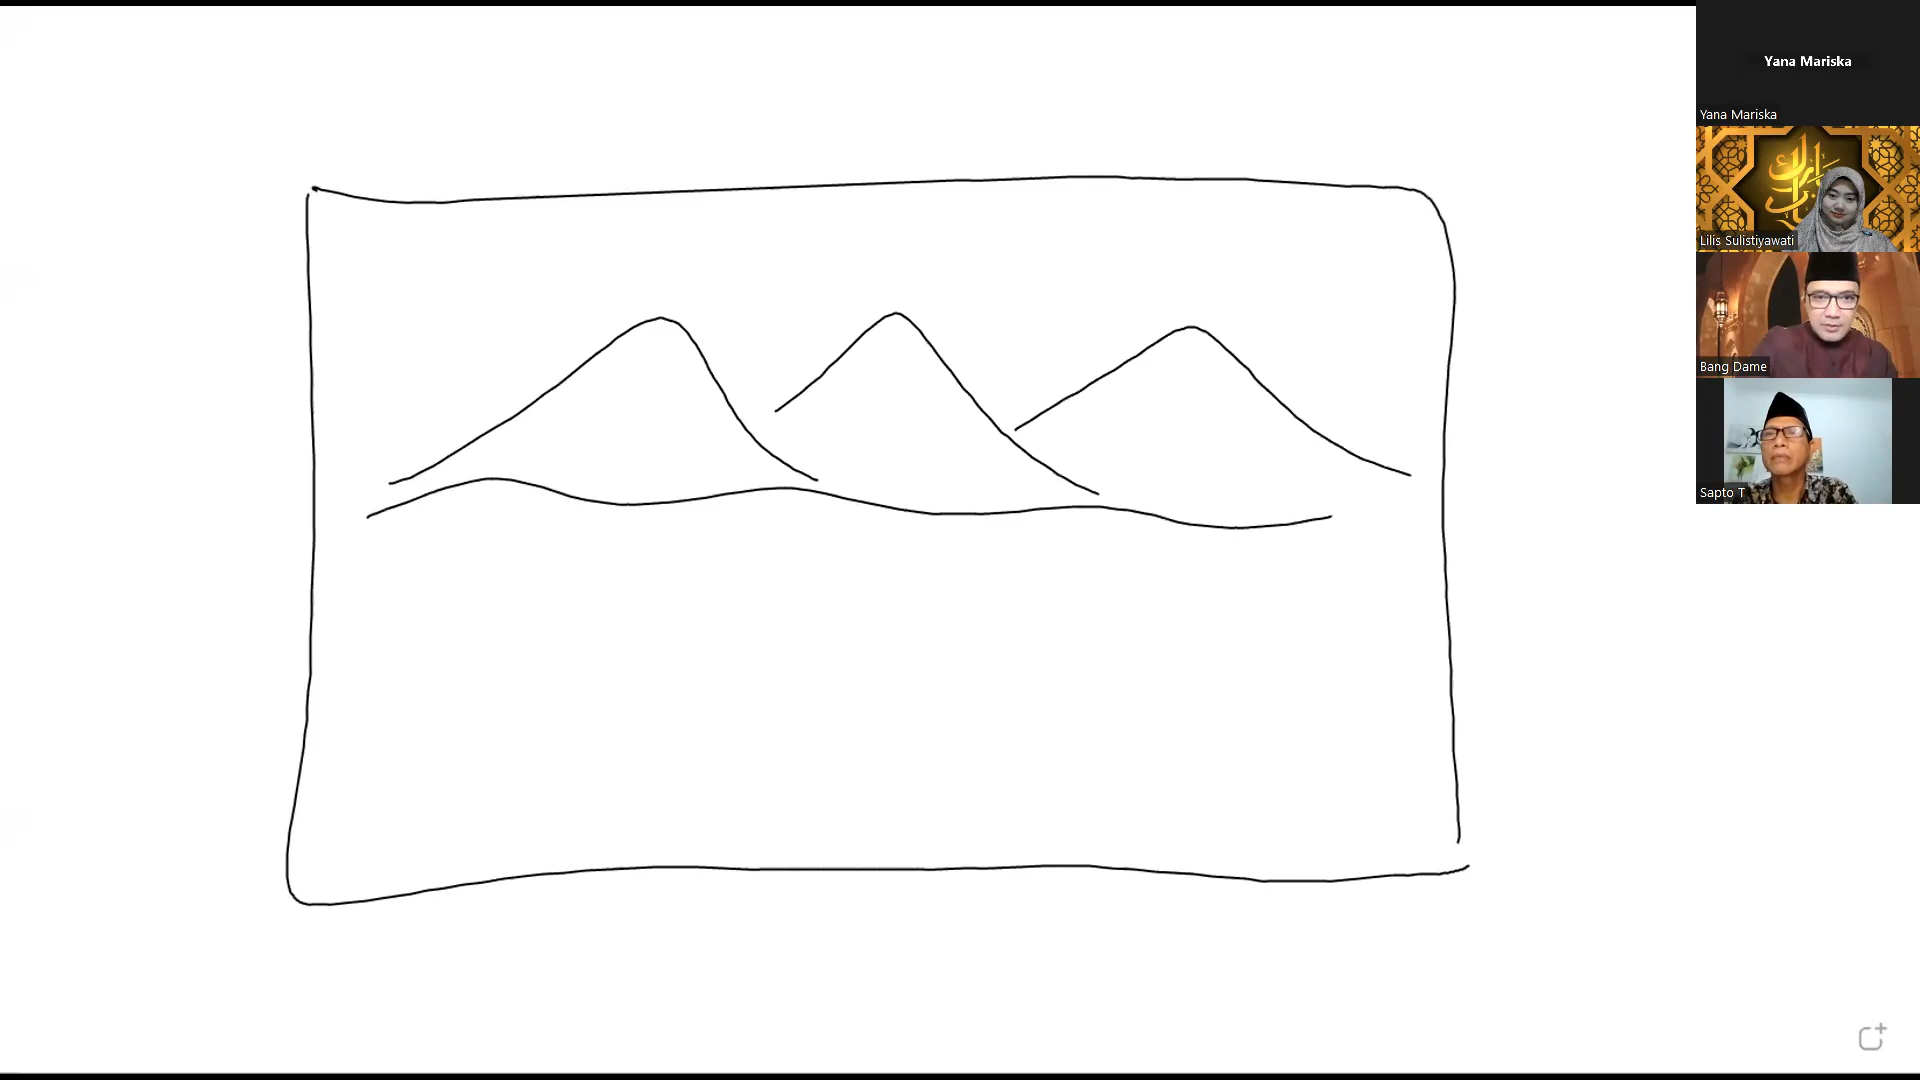 Yana Mariska
Yana Mariska
Lilis Sulistiyawati
Bang Dame
Sapto T